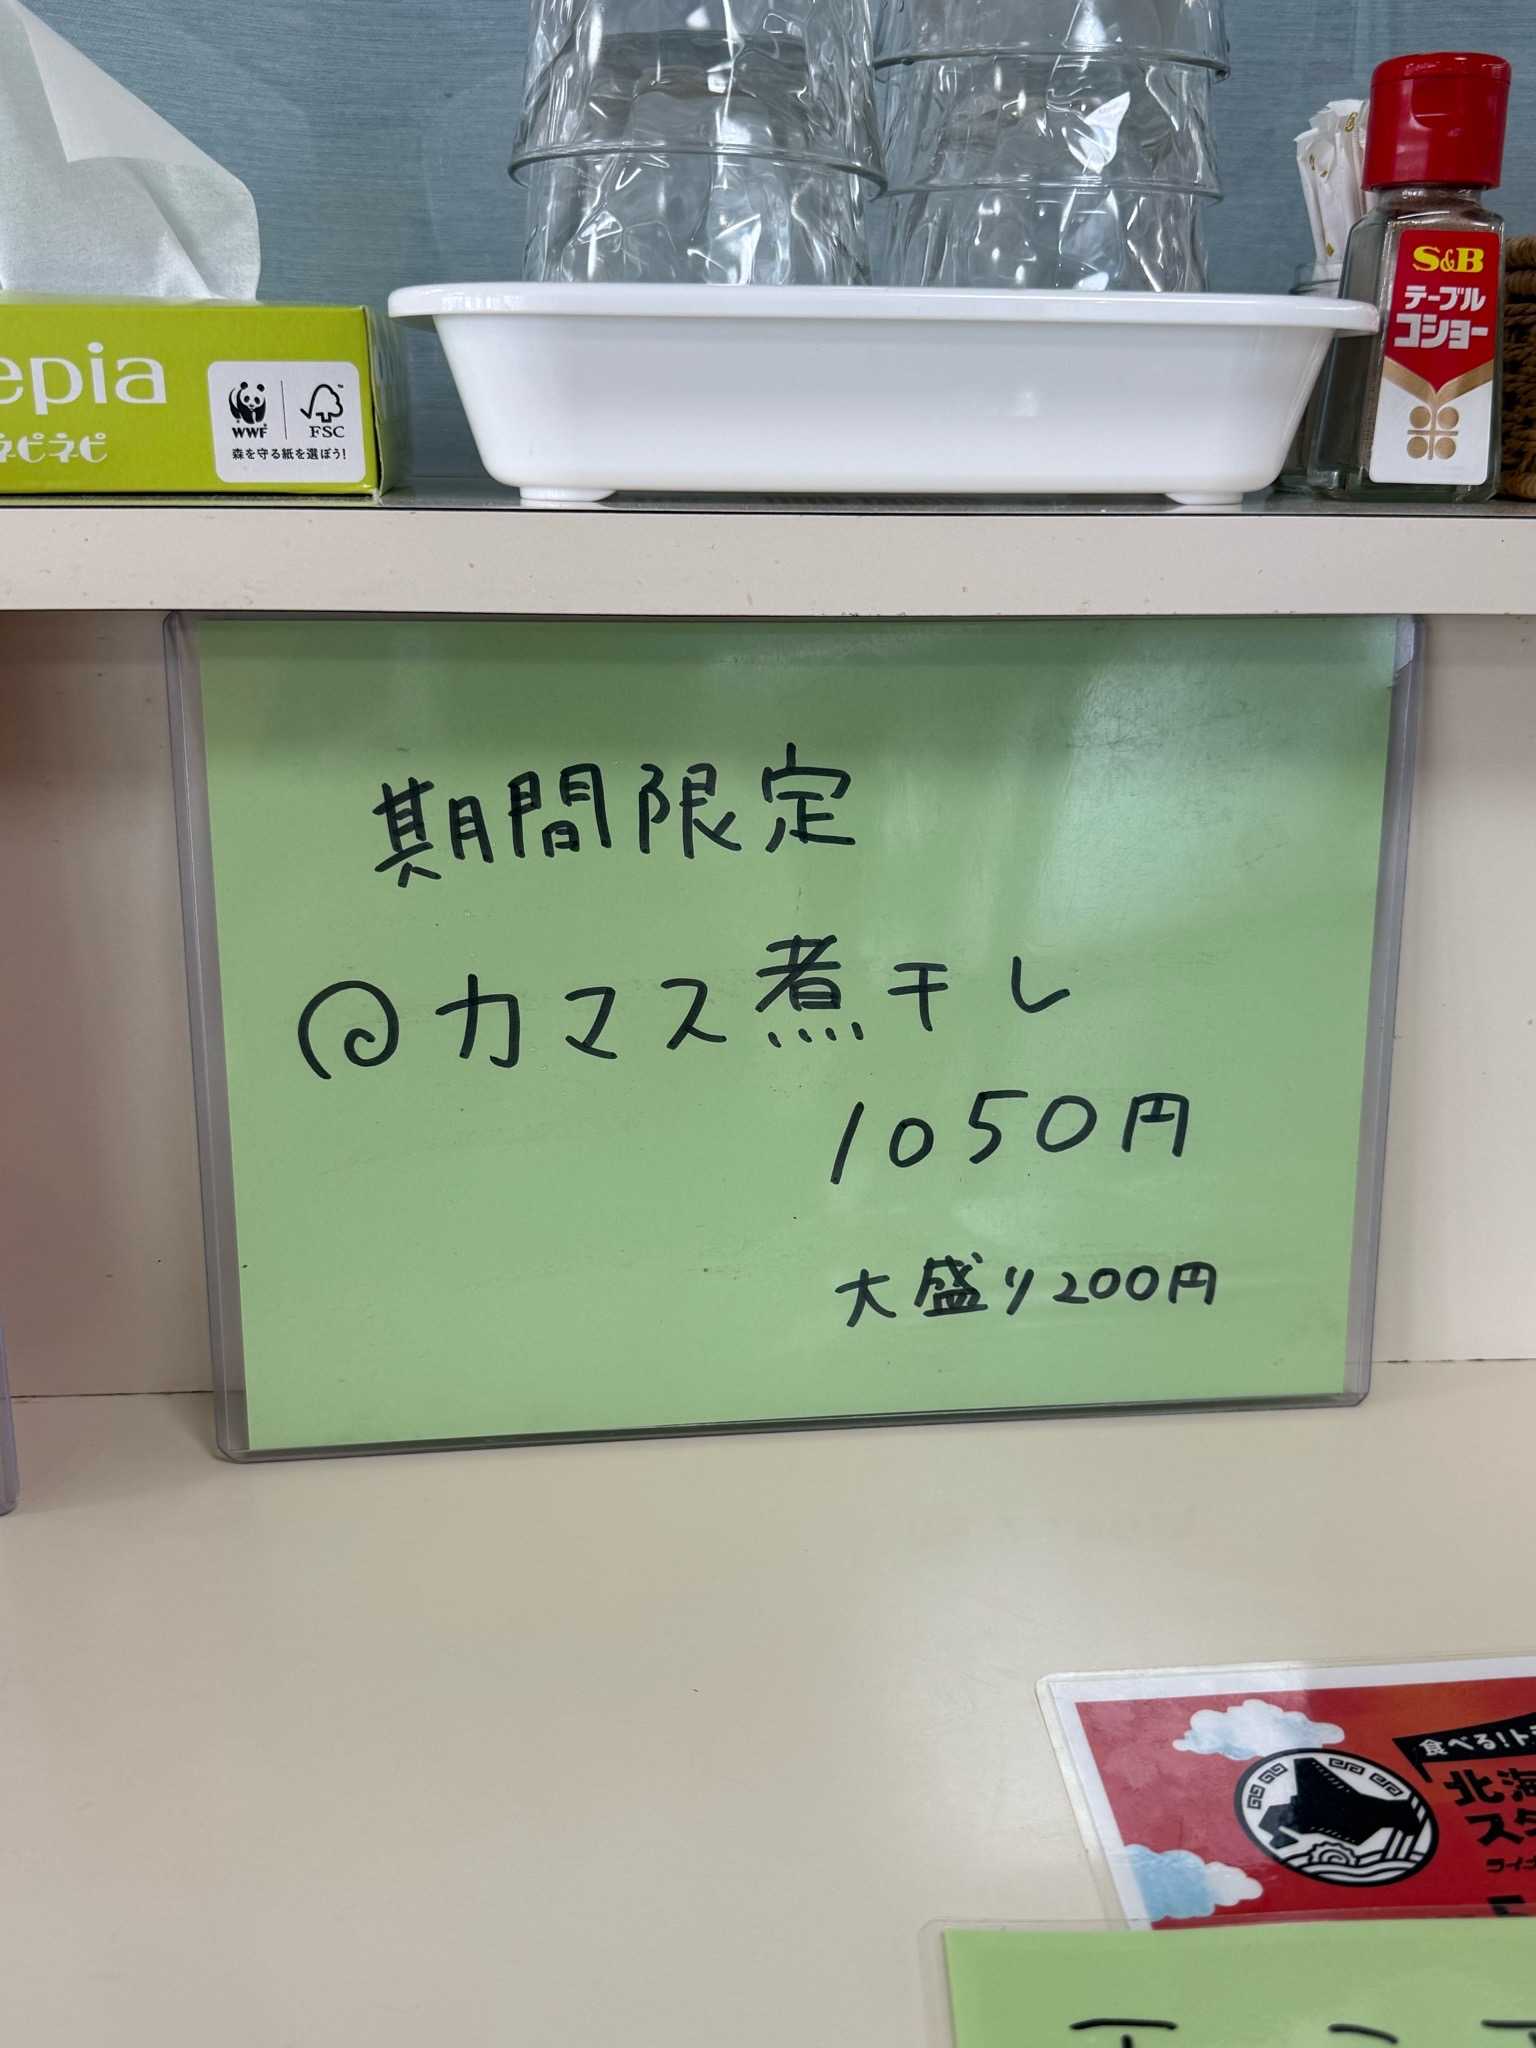 epia
ネピネピ
WWF
FSC
森を守る紙を選ぼう!
S&B
テーブル
コショー
期間限定
カマス煮干し
1050円
大盛り200円
食べる!
北海